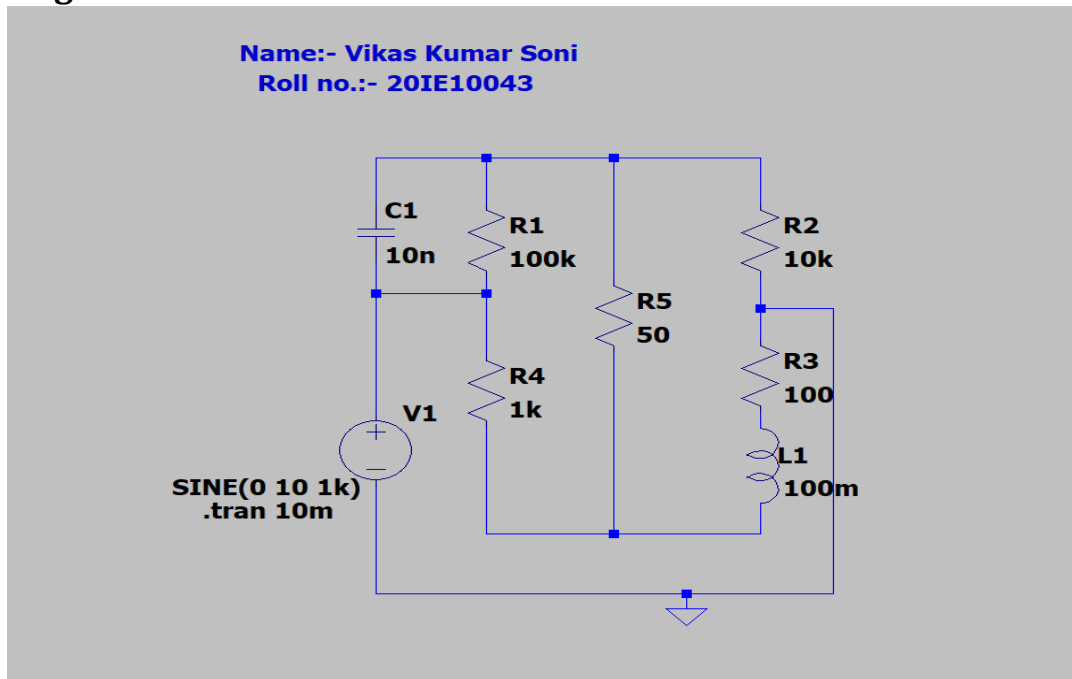 Name:- Vikas Kumar Soni
Roll no.:- 20IE10043
C1
10n
R1
100k
R2
10k
R5
50
R3
100
R4
1k
V1
L1
100m
SINE(0 10 1k)
.tran 10m